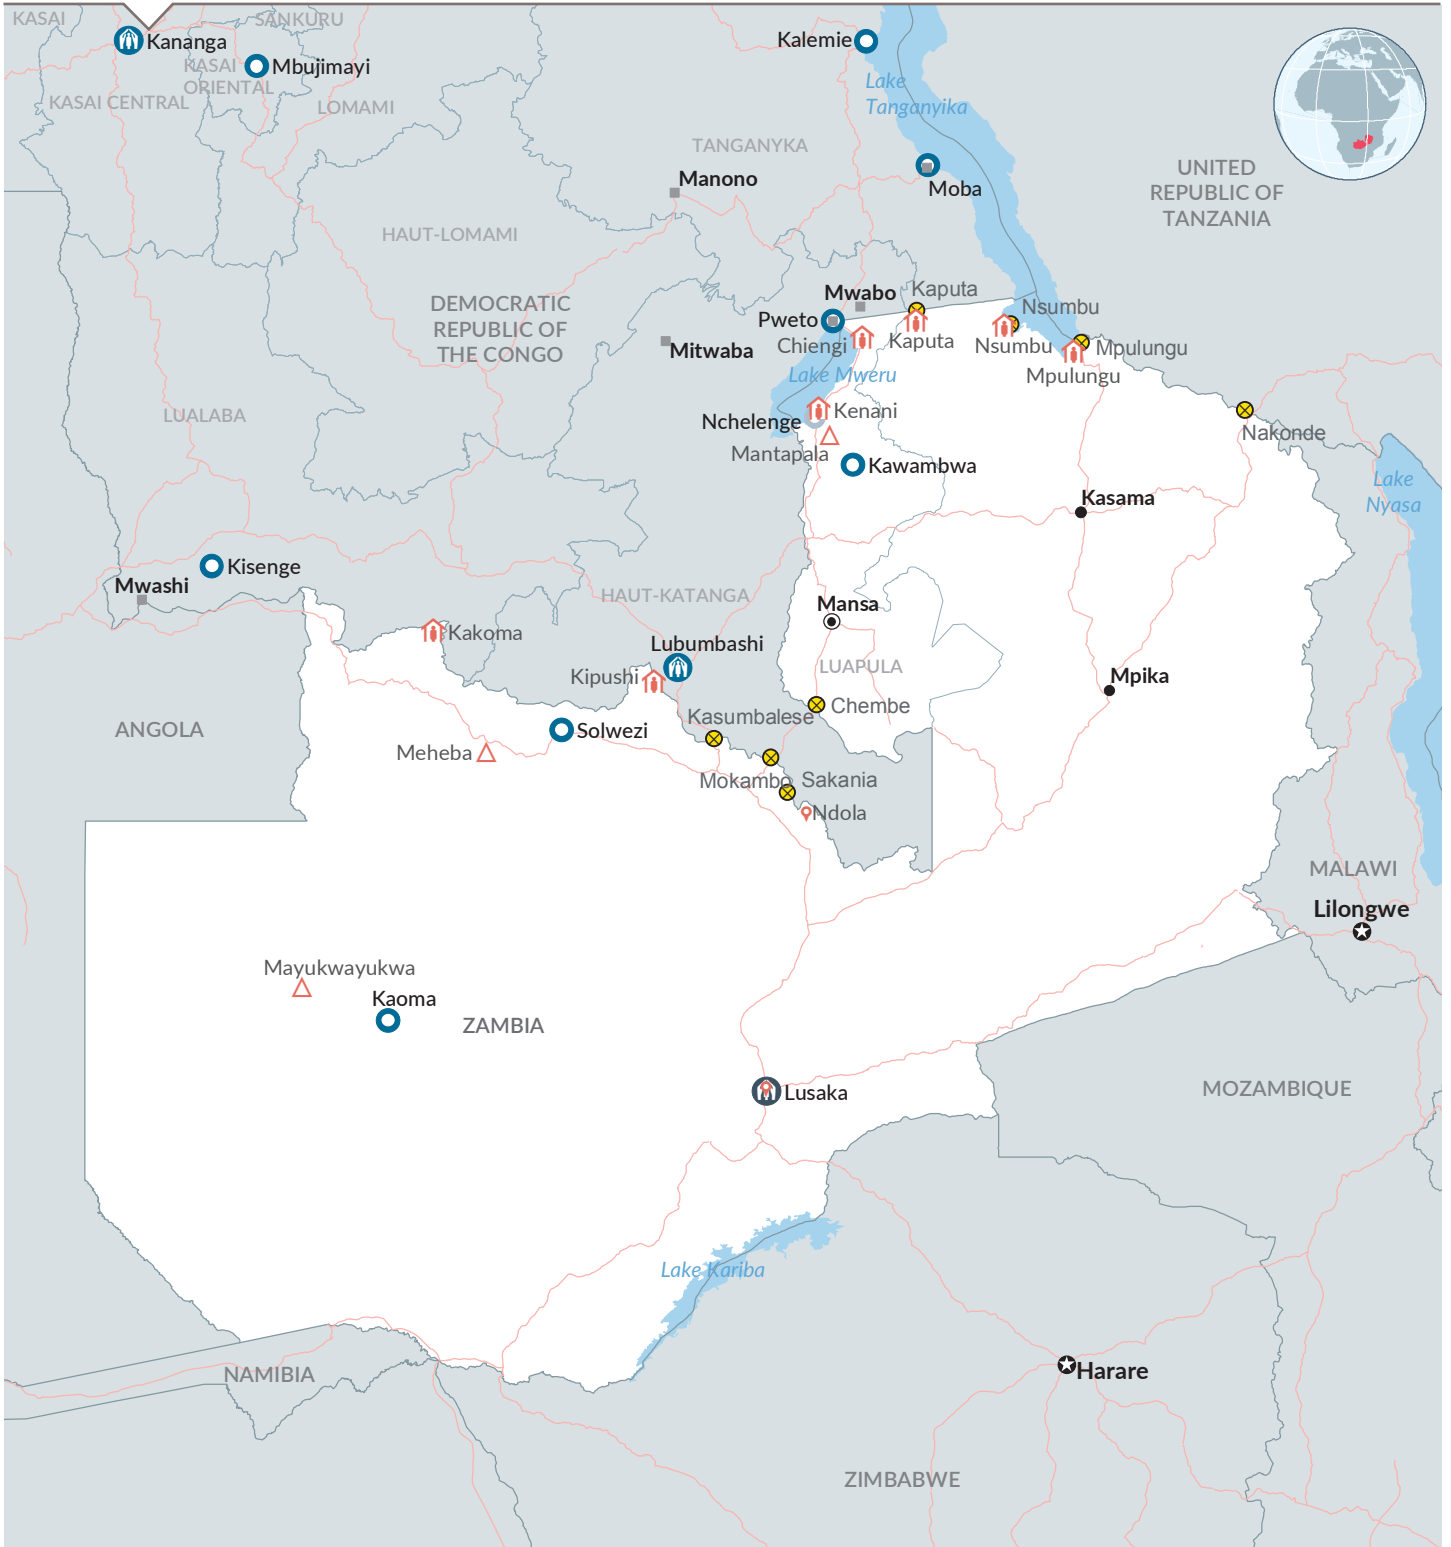 KASAI
SANKURU
Kananga
Kalemie
KASAI
ORIENTAL
Mbujimayi
KASAI CENTRAL
LOMAMI
Lake
Tanganyika
TANGANYKA
UNITED
REPUBLIC OF
TANZANIA
Manono
Moba
HAUT-LOMAMI
DEMOCRATIC
REPUBLIC OF
THE CONGO
Mwabo
Kaputa
Nsumbu
Pweto
Chiengi
Kaputa
Nsumbu
Mpulungu
Mitwaba
Mpulungu
Lake Mweru
LUALABA
Nchelenge
Kenani
Mantapala
Nakonde
Kawambwa
Lake
Nyasa
Kasama
Kisenge
Mwashi
HAUT-KATANGA
Mansa
Kakoma
Lubumbashi
LUAPULA
Kipushi
Mpika
Chembe
Kasumbalese
ANGOLA
Solwezi
Meheba
Mokambo
Sakania
Ndola
MALAWI
Lilongwe
Mayukwayukwa
Kaoma
ZAMBIA
Lusaka
MOZAMBIQUE
Lake Kariba
NAMIBIA
Harare
ZIMBABWE